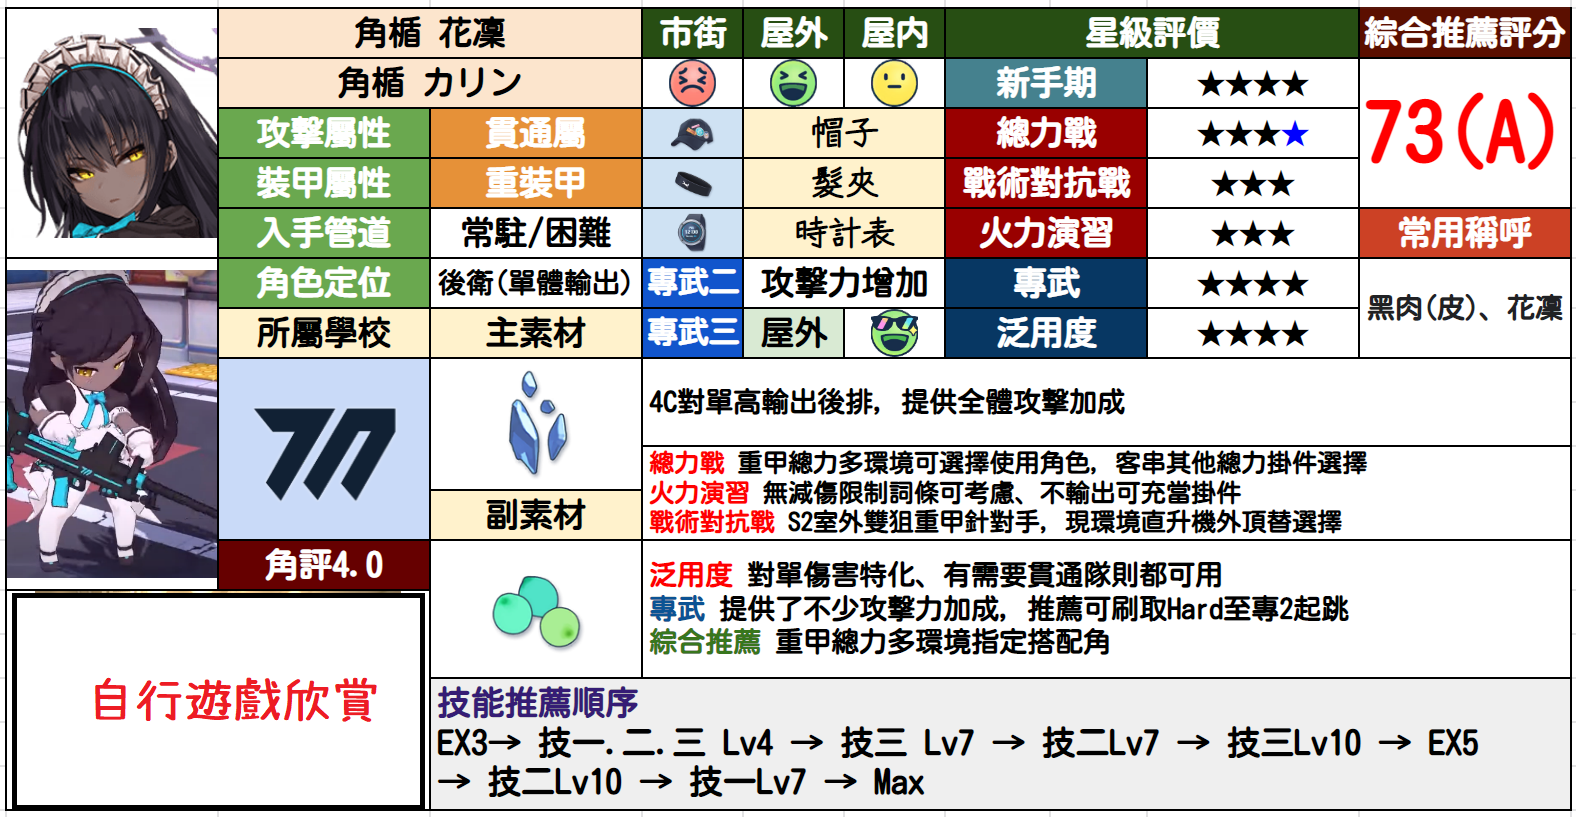 角楯 花凜
市街
屋外
屋内
星級評價
綜合推薦評分
角楯 カリン
新手期
★★★★
73(A)
攻擊屬性
貫通屬
帽子
總力戰
★★★★
裝甲屬性
重裝甲
髮夾
戰術對抗戰
★★★
入手管道
常駐/困難
時計表
火力演習
★★★
常用稱呼
角色定位
後衛(單體輸出)
專武二
攻擊力增加
專武
★★★★
黑肉(皮)、花凜
所屬學校
主素材
專武三
屋外
泛用度
★★★★
4C對單高輸出後排, 提供全體攻擊加成
總力戰 重甲總力多環境可選擇使用角色, 客串其他總力掛件選擇
火力演習 無減傷限制詞條可考慮、不輸出可充當掛件
戰術對抗戰 S2室外雙狙重甲針對手, 現環境直升機外頂替選擇
副素材
角評4.0
泛用度 對單傷害特化、有需要貫通隊則都可用
專武 提供了不少攻擊力加成, 推薦可刷取Hard至專2起跳
綜合推薦 重甲總力多環境指定搭配角
自行遊戲欣賞
技能推薦順序
EX3→ 技一.二.三 Lv4 → 技三 Lv7 → 技二Lv7 → 技三Lv10 → EX5
→ 技二Lv10 → 技一Lv7 → Max